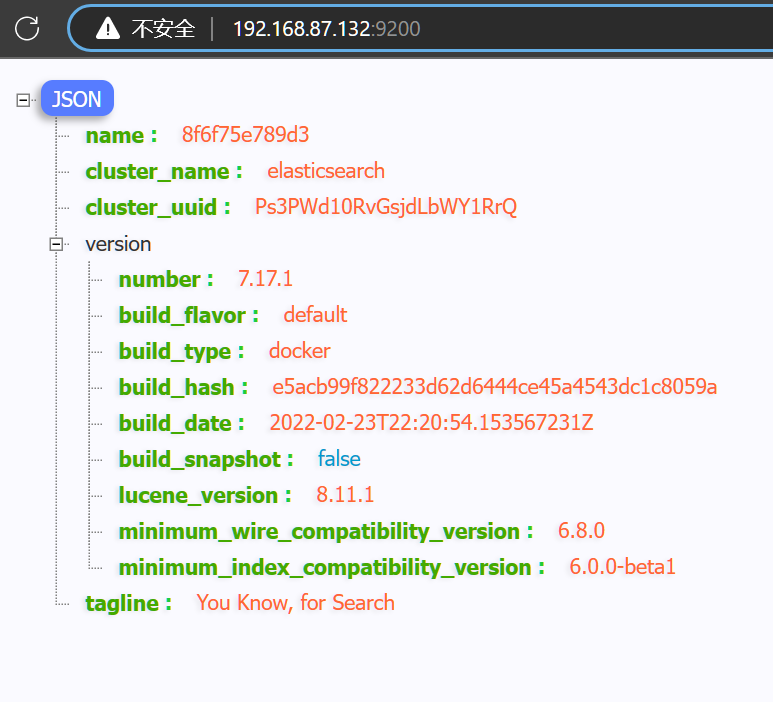 不安全 | 192.168.87.132:9200
JSON
name : 8f6f75e789d3
cluster_name : elasticsearch
cluster_uuid : Ps3PWd10RvGsjdLbWY1RrQ
version
number : 7.17.1
build_flavor : default
build_type : docker
build_hash : e5acb99f822233d62d6444ce45a4543dc1c8059a
build_date : 2022-02-23T22:20:54.153567231Z
build_snapshot : false
lucene_version : 8.11.1
minimum_wire_compatibility_version : 6.8.0
minimum_index_compatibility_version : 6.0.0-beta1
tagline : You Know, for Search